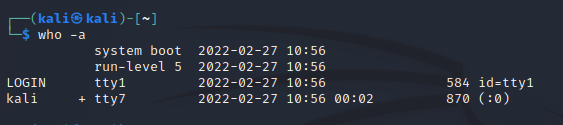 ┌──(kali㉿kali)-[~]
└─$ who -a
           system boot  2022-02-27 10:56
           run-level 5  2022-02-27 10:56
LOGIN      tty1         2022-02-27 10:56               584 id=tty1
kali     + tty7         2022-02-27 10:56 00:02         870 (:0)